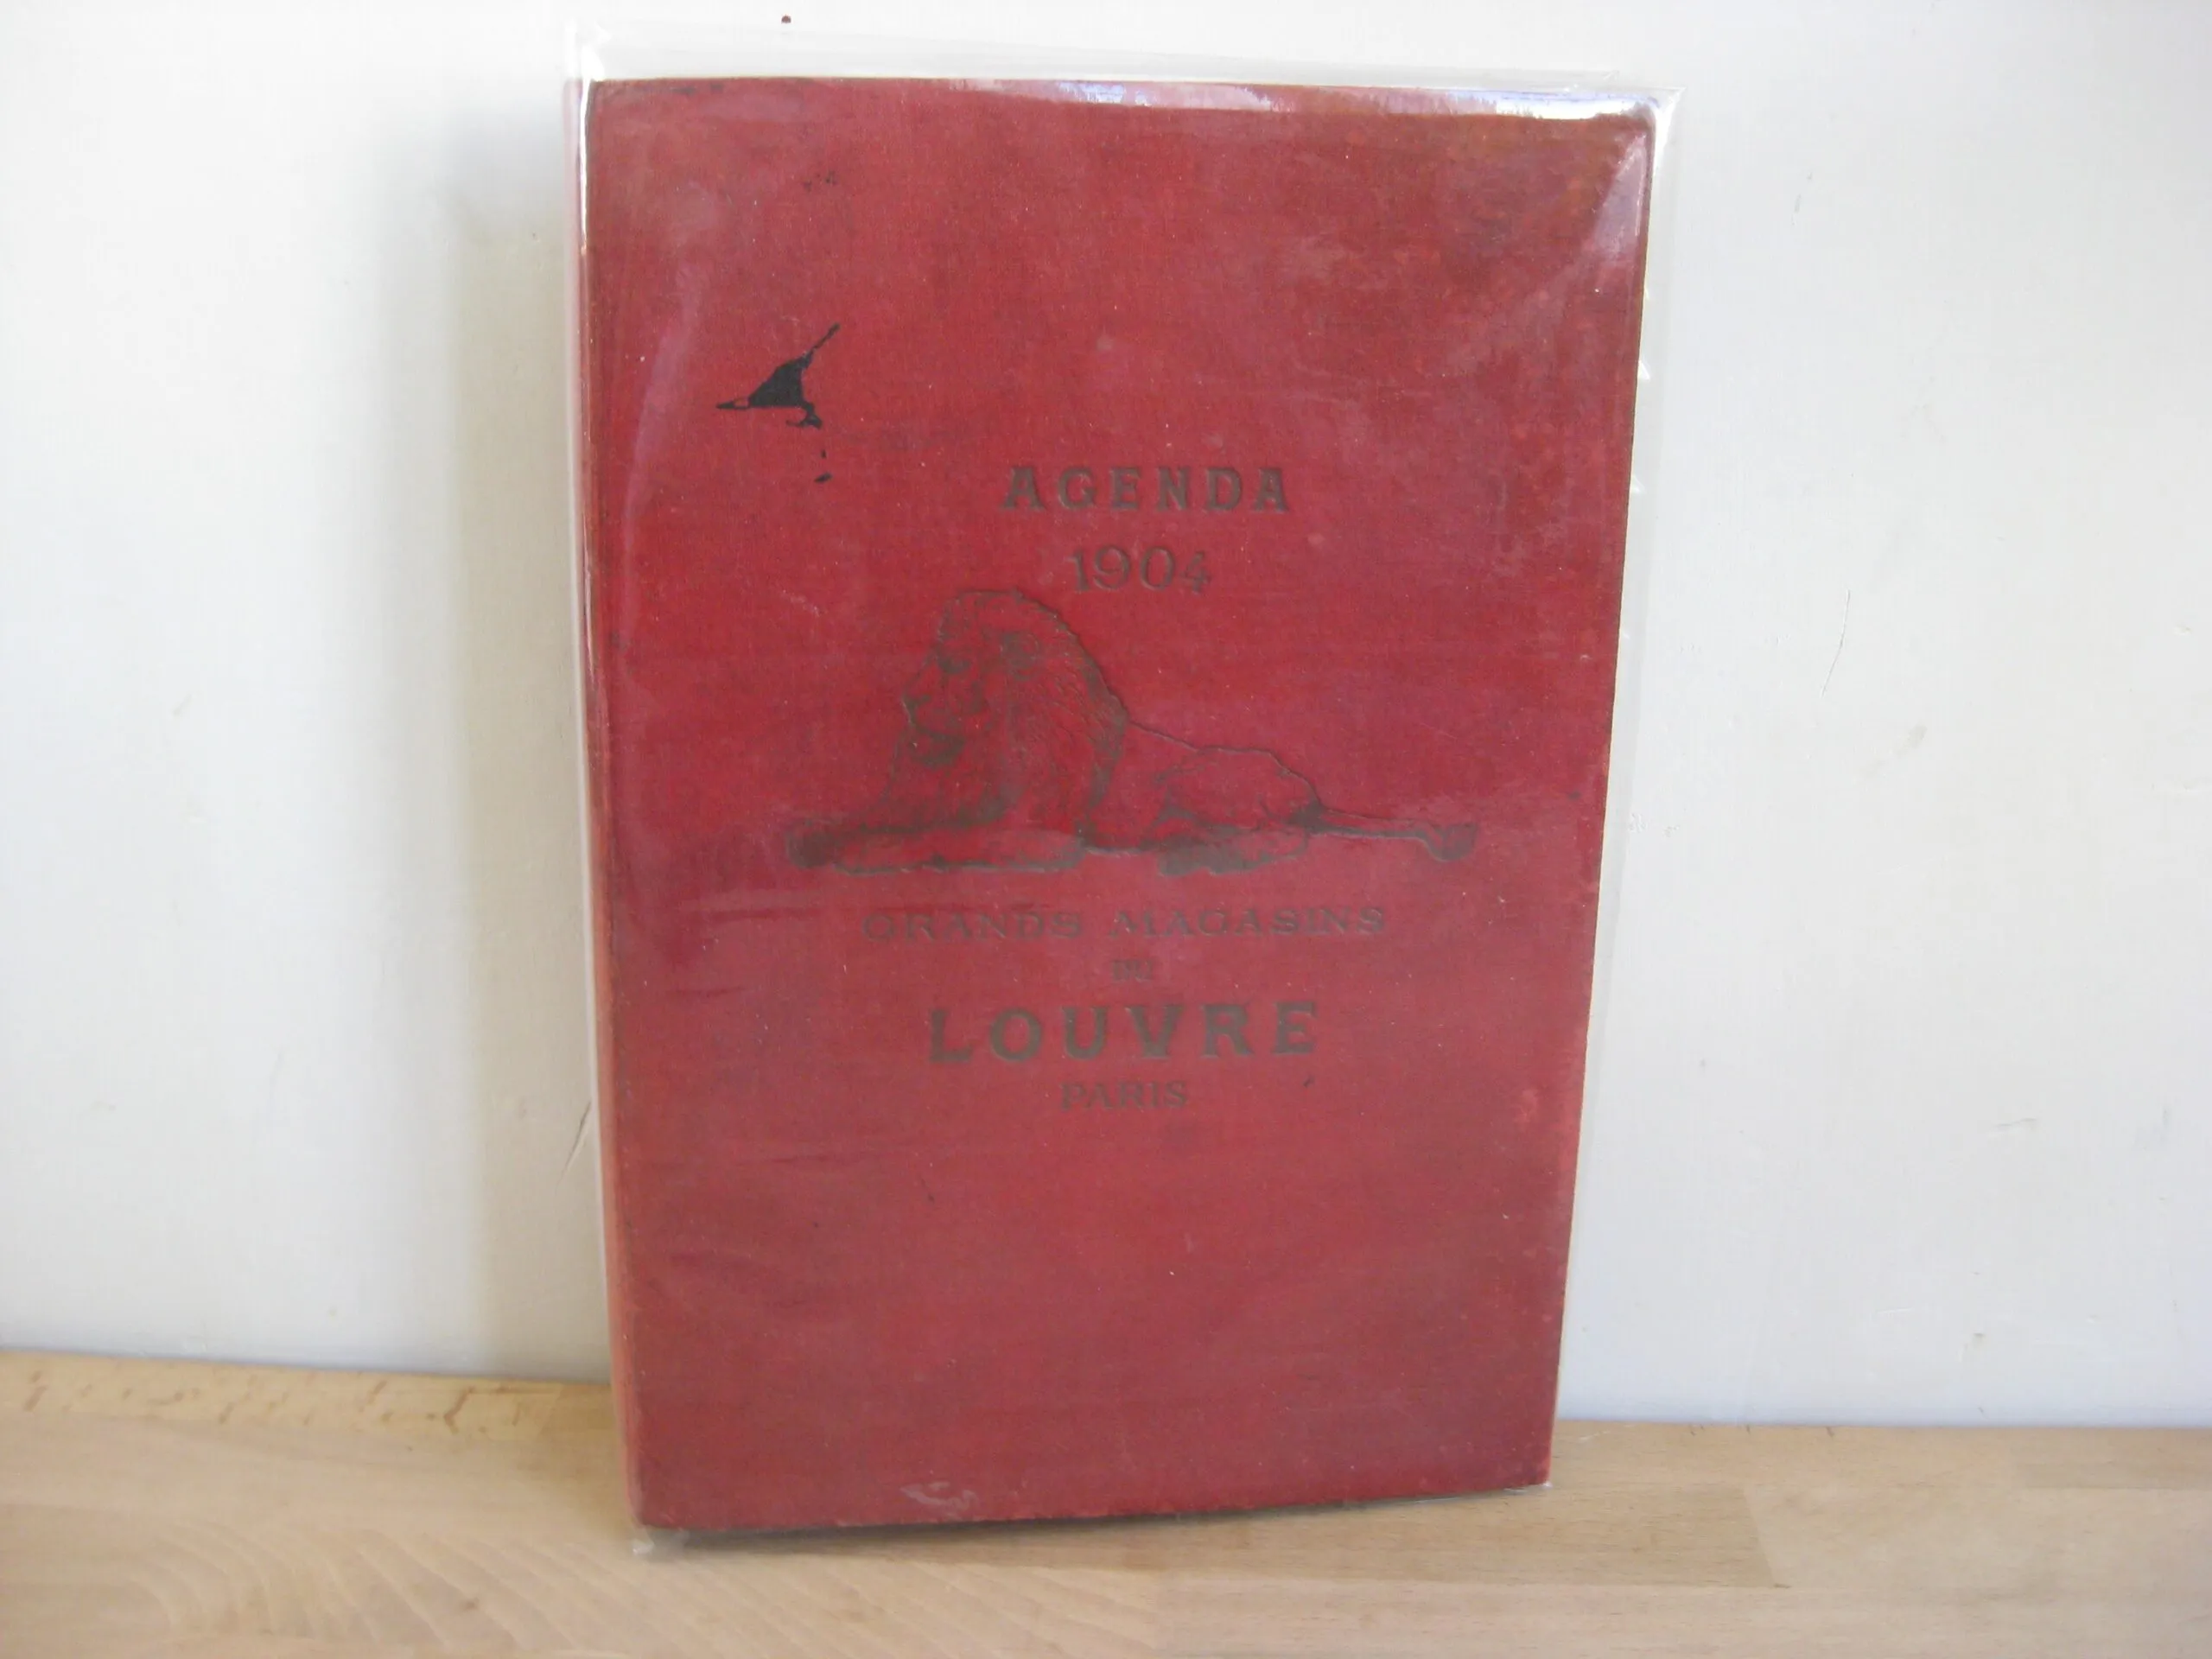 AGENDA
1904
GRANDS MAGASINS
DU
LOUVRE
PARIS